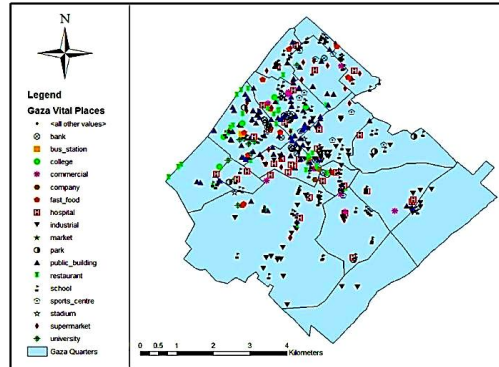 N
Legend
Gaza Vital Places
<all other values>
bank
bus_station
college
commercial
company
fast_food
hospital
industrial
market
park
public_building
restaurant
school
sports_centre
stadium
supermarket
university
Gaza Quarters
0 0.5 1 2 3 4
Kilometers